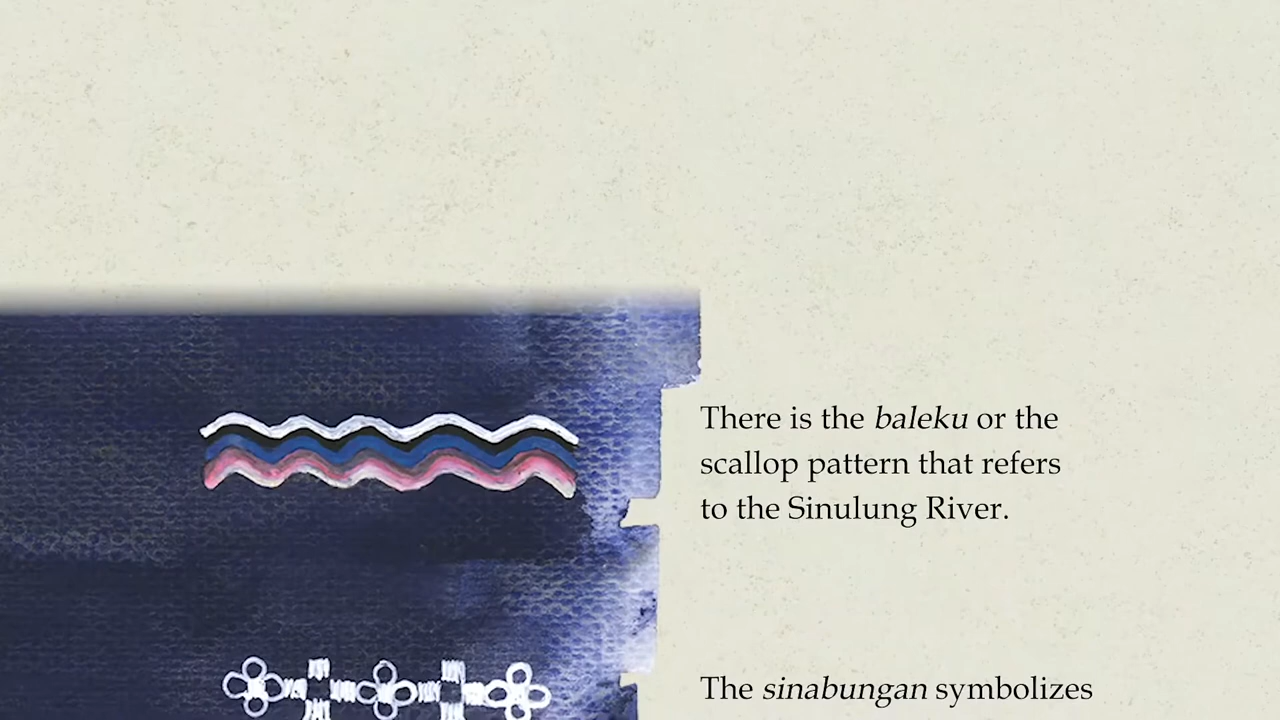 There is the baleku or the
scallop pattern that refers
to the Sinulung River.
The sinabungan symbolizes